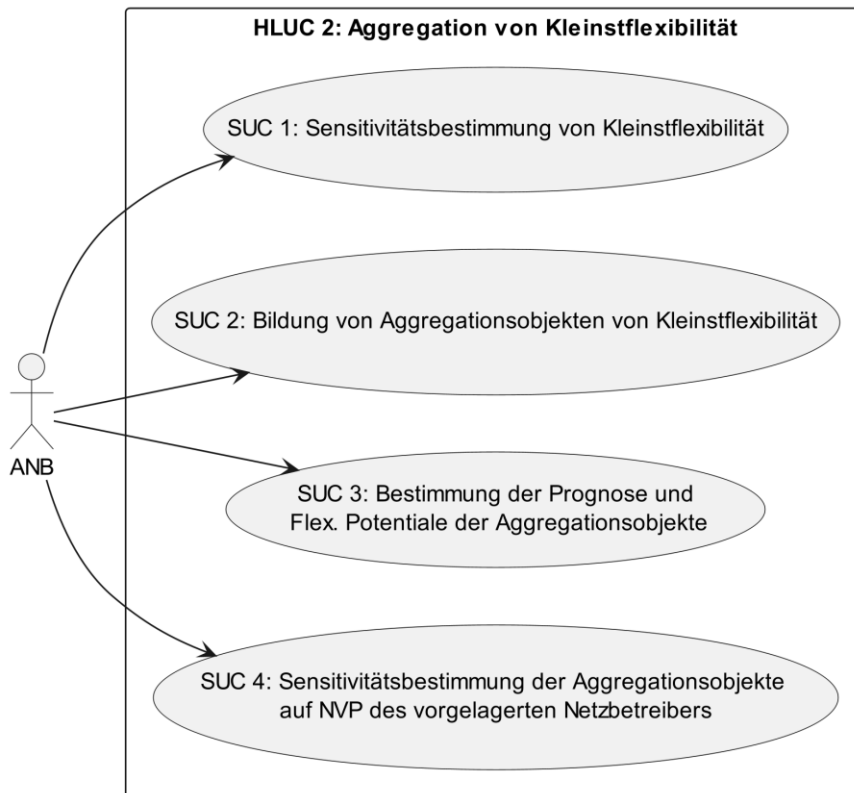 HLUC 2: Aggregation von Kleinstflexibilität
SUC 1: Sensitivitätsbestimmung von Kleinstflexibilität
SUC 2: Bildung von Aggregationsobjekten von Kleinstflexibilität
ANB
SUC 3: Bestimmung der Prognose und
Flex. Potentiale der Aggregationsobjekte
SUC 4: Sensitivitätsbestimmung der Aggregationsobjekte
auf NVP des vorgelagerten Netzbetreibers